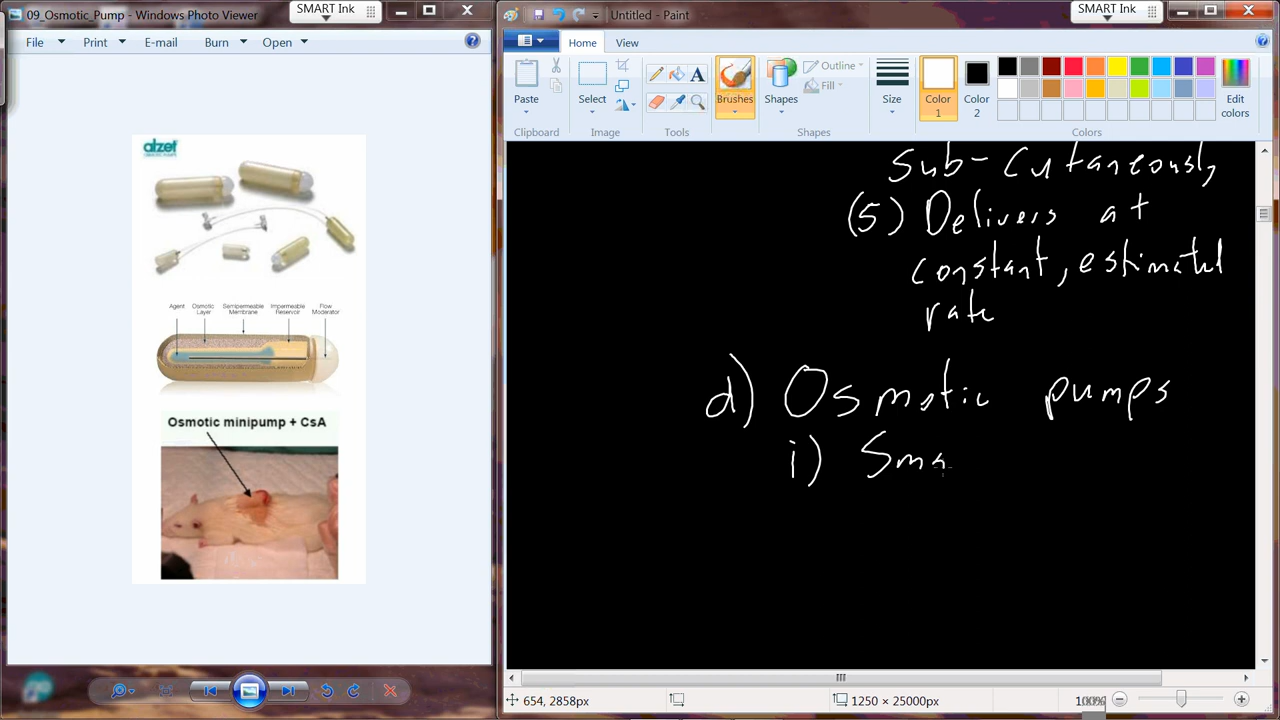 09_Osmotic_Pump - Windows Photo Viewer
SMART Ink
File Print E-mail Burn Open
alzet
OSMOTIC PUMPS
Agent Osmotic Layer Semipermeable Membrane Impermeable Reservoir Flow Moderator
Osmotic minipump + CsA
Untitled - Paint
SMART Ink
Home View
Paste Select Brushes Shapes Outline Fill Size Color 1 Color 2 Edit colors
Clipboard Image Tools Shapes Colors
Sub-Cutaneously
(5) Delivers at
constant, estimated
rate
d) Osmotic pumps
i) Sma
654, 2858px
1250 × 25000px
100%